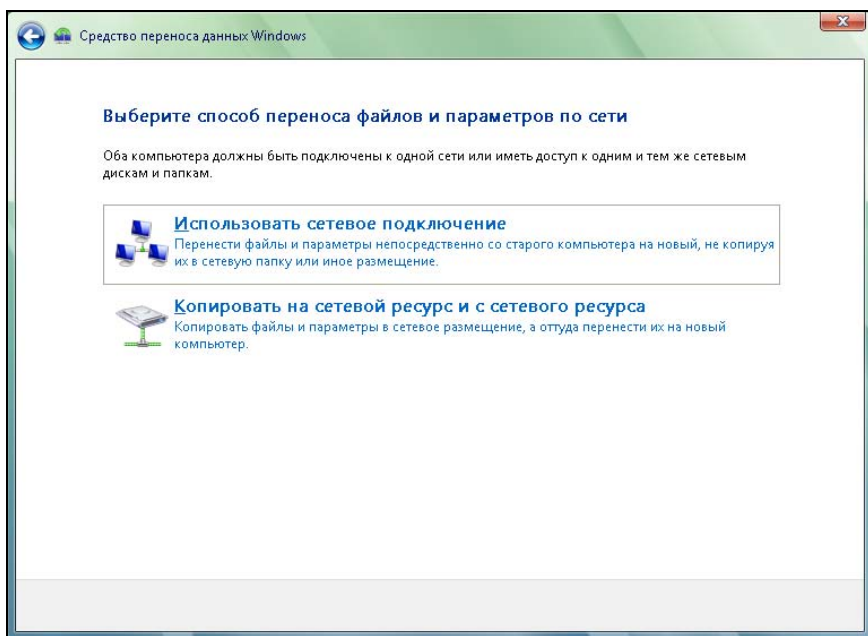 Средство переноса данных Windows
Выберите способ переноса файлов и параметров по сети
Оба компьютера должны быть подключены к одной сети или иметь доступ к одним и тем же сетевым
дискам и папкам.
Использовать сетевое подключение
Перенести файлы и параметры непосредственно со старого компьютера на новый, не копируя
их в сетевую папку или иное размещение.
Копировать на сетевой ресурс и с сетевого ресурса
Копировать файлы и параметры в сетевое размещение, а оттуда перенести их на новый
компьютер.